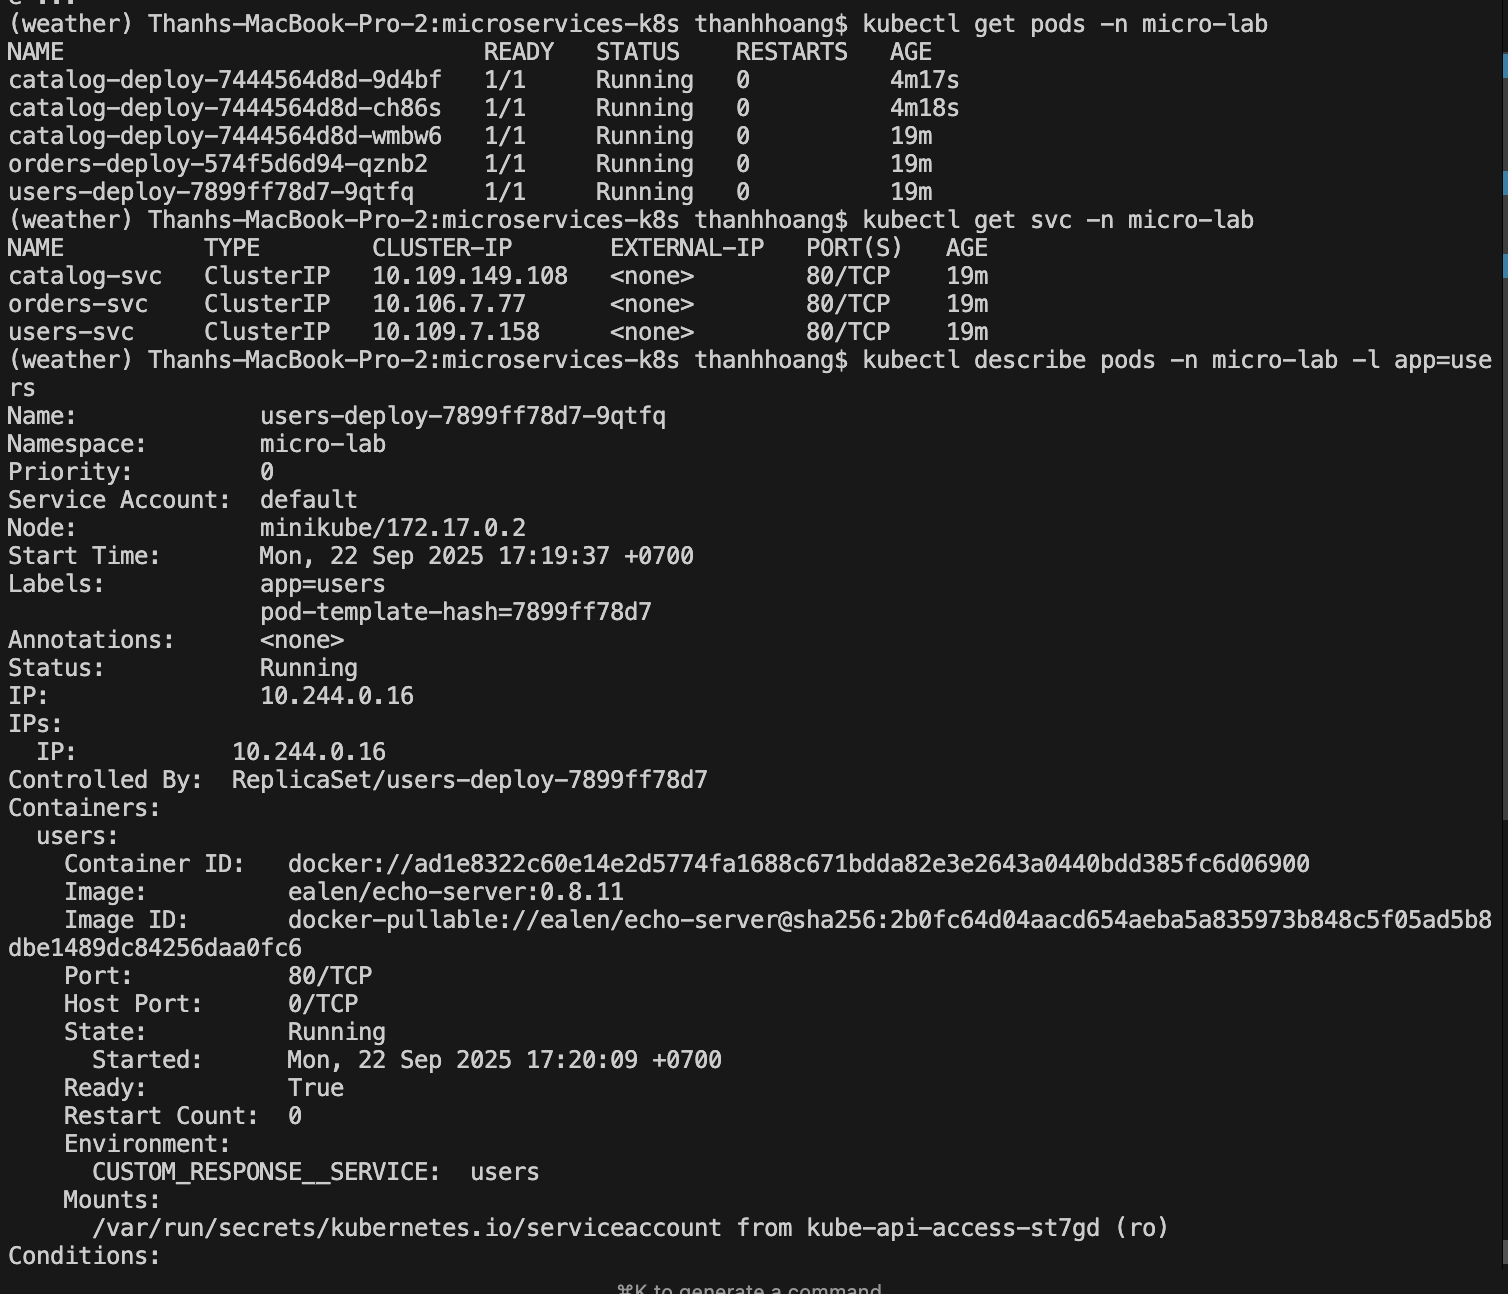 (weather) Thanhs-MacBook-Pro-2:microservices-k8s thanhhoang$ kubectl get pods -n micro-lab
NAME                              READY   STATUS    RESTARTS   AGE
catalog-deploy-7444564d8d-9d4bf   1/1     Running   0          4m17s
catalog-deploy-7444564d8d-ch86s   1/1     Running   0          4m18s
catalog-deploy-7444564d8d-wmbw6   1/1     Running   0          19m
orders-deploy-574f5d6d94-qznb2    1/1     Running   0          19m
users-deploy-7899ff78d7-9qtfq     1/1     Running   0          19m
(weather) Thanhs-MacBook-Pro-2:microservices-k8s thanhhoang$ kubectl get svc -n micro-lab
NAME          TYPE        CLUSTER-IP       EXTERNAL-IP   PORT(S)   AGE
catalog-svc   ClusterIP   10.109.149.108   <none>        80/TCP    19m
orders-svc    ClusterIP   10.106.7.77      <none>        80/TCP    19m
users-svc     ClusterIP   10.109.7.158     <none>        80/TCP    19m
(weather) Thanhs-MacBook-Pro-2:microservices-k8s thanhhoang$ kubectl describe pods -n micro-lab -l app=use
rs
Name:             users-deploy-7899ff78d7-9qtfq
Namespace:        micro-lab
Priority:         0
Service Account:  default
Node:             minikube/172.17.0.2
Start Time:       Mon, 22 Sep 2025 17:19:37 +0700
Labels:           app=users
                  pod-template-hash=7899ff78d7
Annotations:      <none>
Status:           Running
IP:               10.244.0.16
IPs:
  IP:           10.244.0.16
Controlled By:  ReplicaSet/users-deploy-7899ff78d7
Containers:
  users:
    Container ID:   docker://ad1e8322c60e14e2d5774fa1688c671bdda82e3e2643a0440bdd385fc6d06900
    Image:          ealen/echo-server:0.8.11
    Image ID:       docker-pullable://ealen/echo-server@sha256:2b0fc64d04aacd654aeba5a835973b848c5f05ad5b8
dbe1489dc84256daa0fc6
    Port:           80/TCP
    Host Port:      0/TCP
    State:          Running
      Started:      Mon, 22 Sep 2025 17:20:09 +0700
    Ready:          True
    Restart Count:  0
    Environment:
      CUSTOM_RESPONSE__SERVICE:  users
    Mounts:
      /var/run/secrets/kubernetes.io/serviceaccount from kube-api-access-st7gd (ro)
Conditions:
⌘K to generate a command